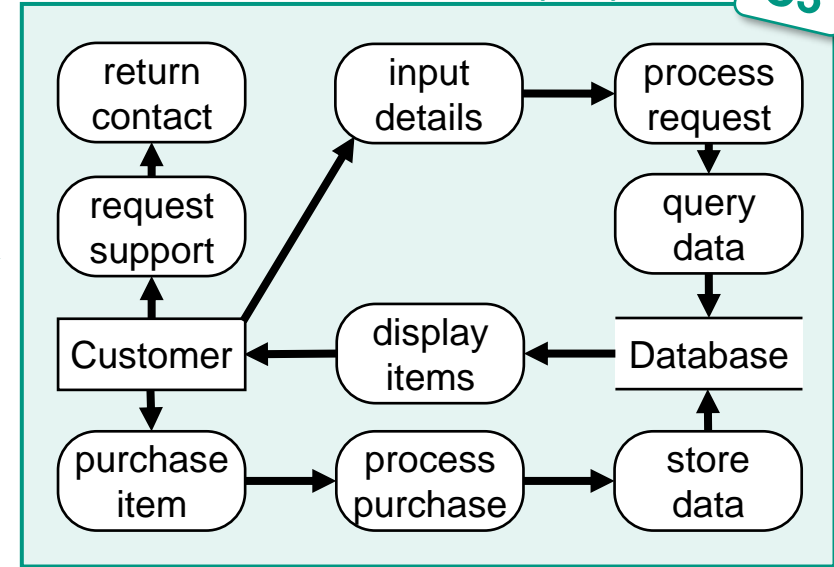 return
contact
input
details
process
request
request
support
query
data
Customer
display
items
Database
purchase
item
process
purchase
store
data